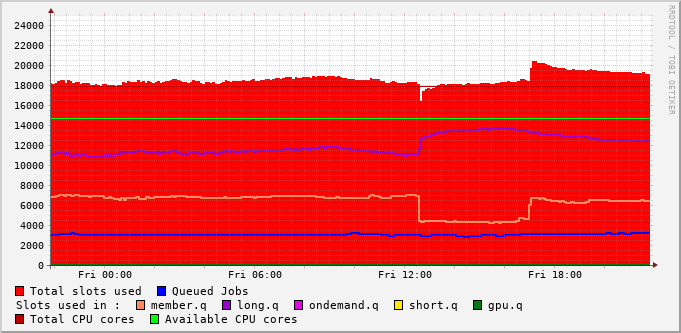 RRDTOOL / TOBI OETIKER
24000
22000
20000
18000
16000
14000
12000
10000
8000
6000
4000
2000
0
Fri 00:00 Fri 06:00 Fri 12:00 Fri 18:00
Total slots used Queued Jobs
Slots used in : member.q long.q ondemand.q short.q gpu.q
Total CPU cores Available CPU cores